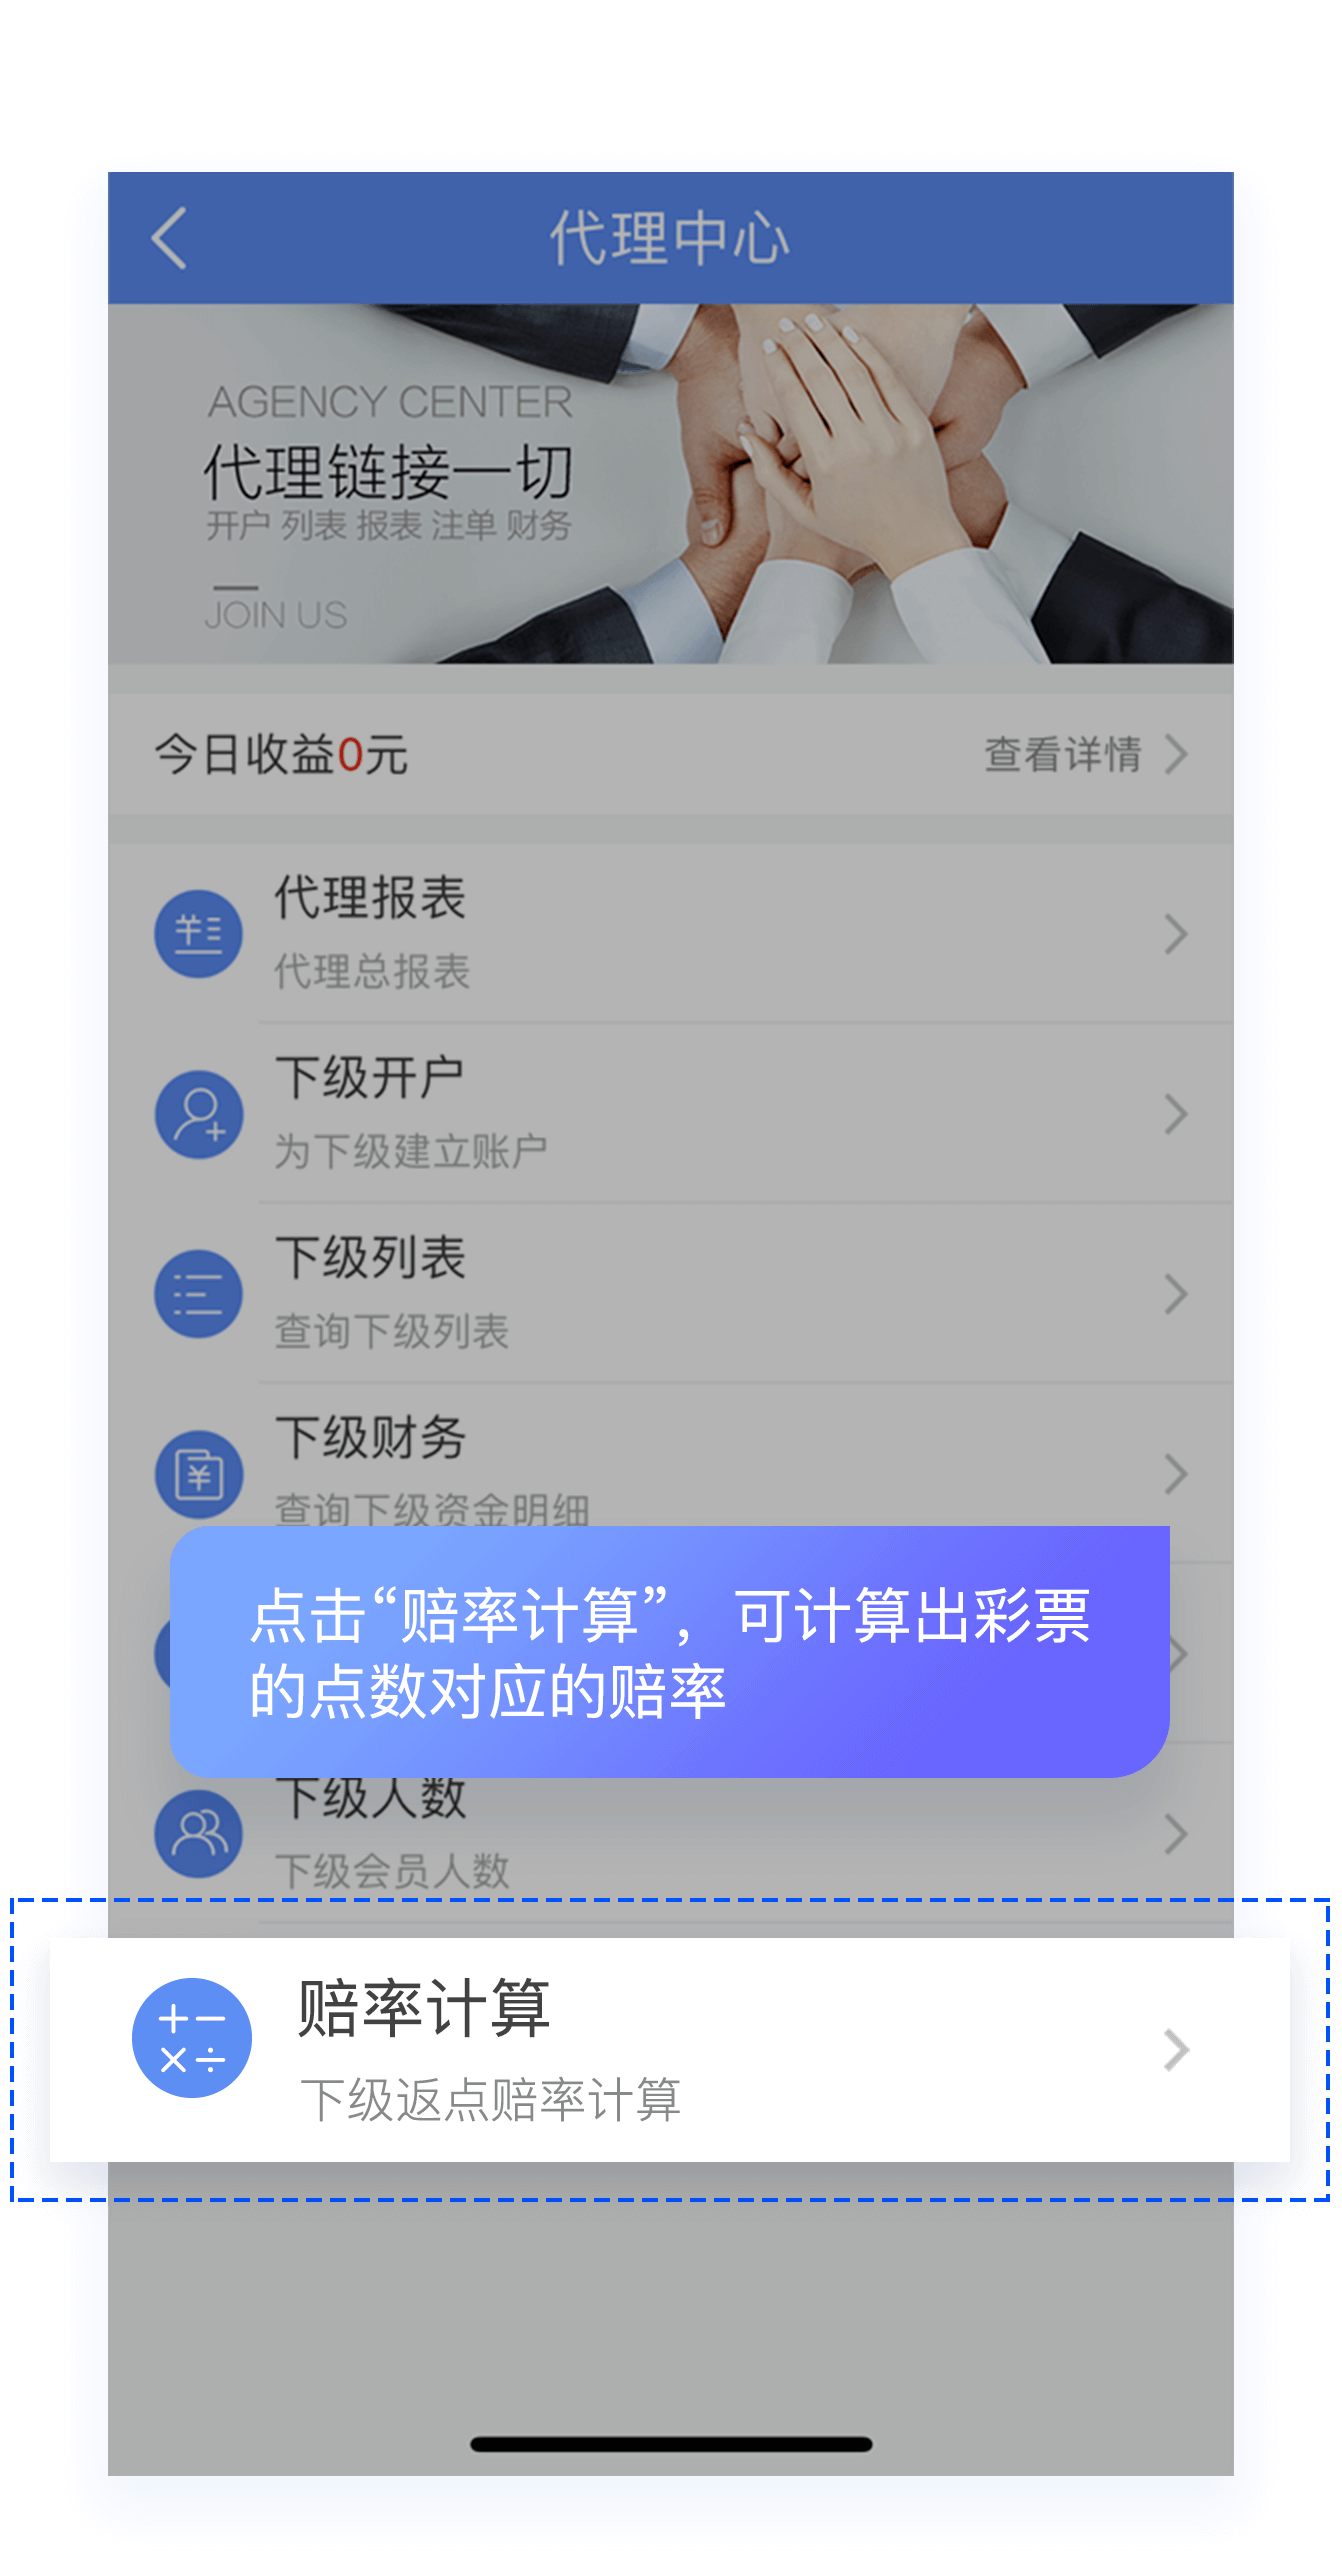 代理中心
AGENCY CENTER
代理链接一切
开户 列表 报表 注单 财务
JOIN US
今日收益0元
查看详情
代理报表
代理总报表
下级开户
为下级建立账户
下级列表
查询下级列表
下级财务
查询下级资金明细
点击“赔率计算”，可计算出彩票
的点数对应的赔率
下级人数
下级会员人数
赔率计算
下级返点赔率计算